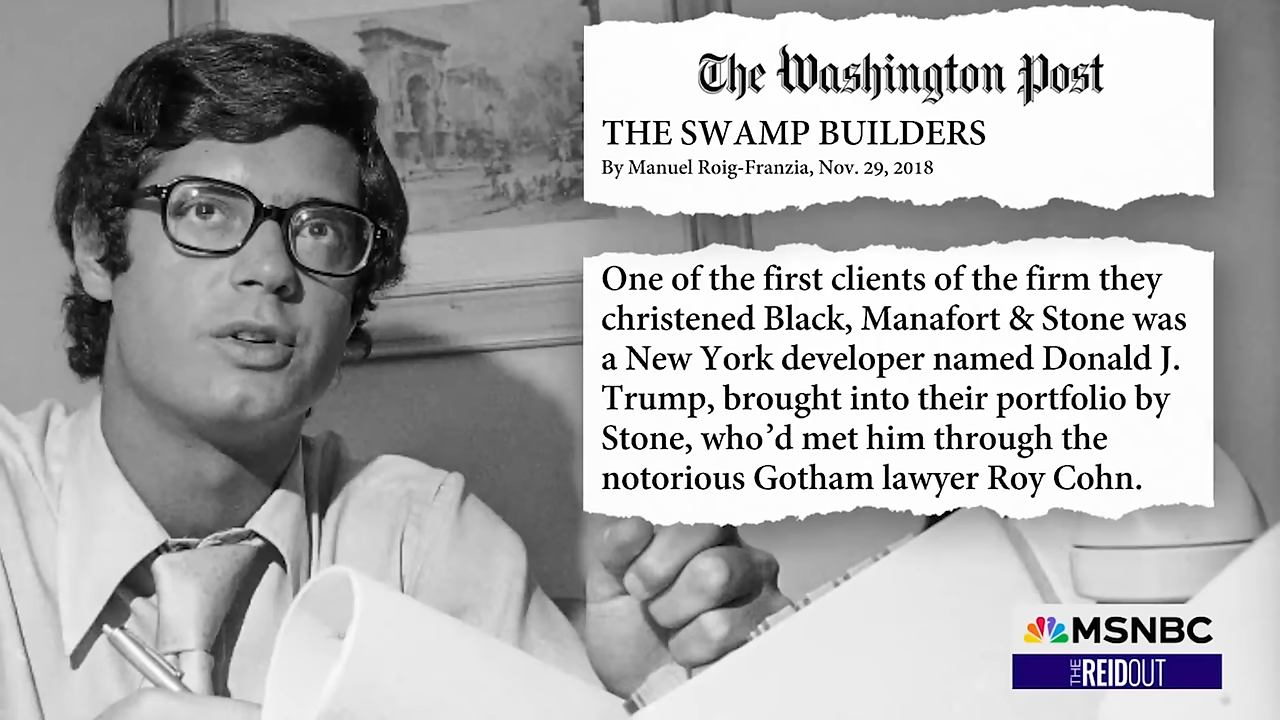 The Washington Post
THE SWAMP BUILDERS
By Manuel Roig-Franzia, Nov. 29, 2018
One of the first clients of the firm they
christened Black, Manafort & Stone was
a New York developer named Donald J.
Trump, brought into their portfolio by
Stone, who’d met him through the
notorious Gotham lawyer Roy Cohn.
MSNBC
THE REIDOUT